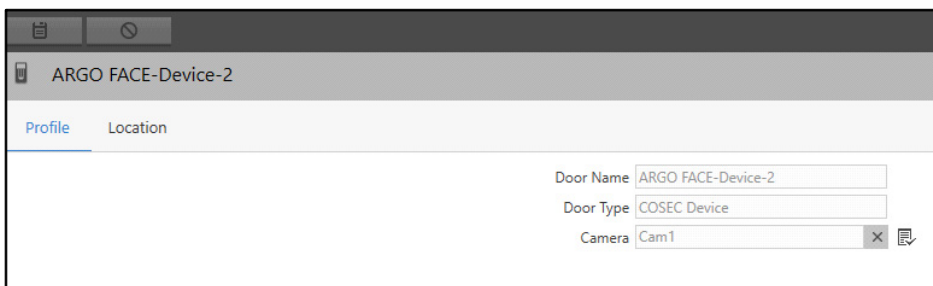 ARGO FACE-Device-2
Profile Location
Door Name ARGO FACE-Device-2
Door Type COSEC Device
Camera Cam1